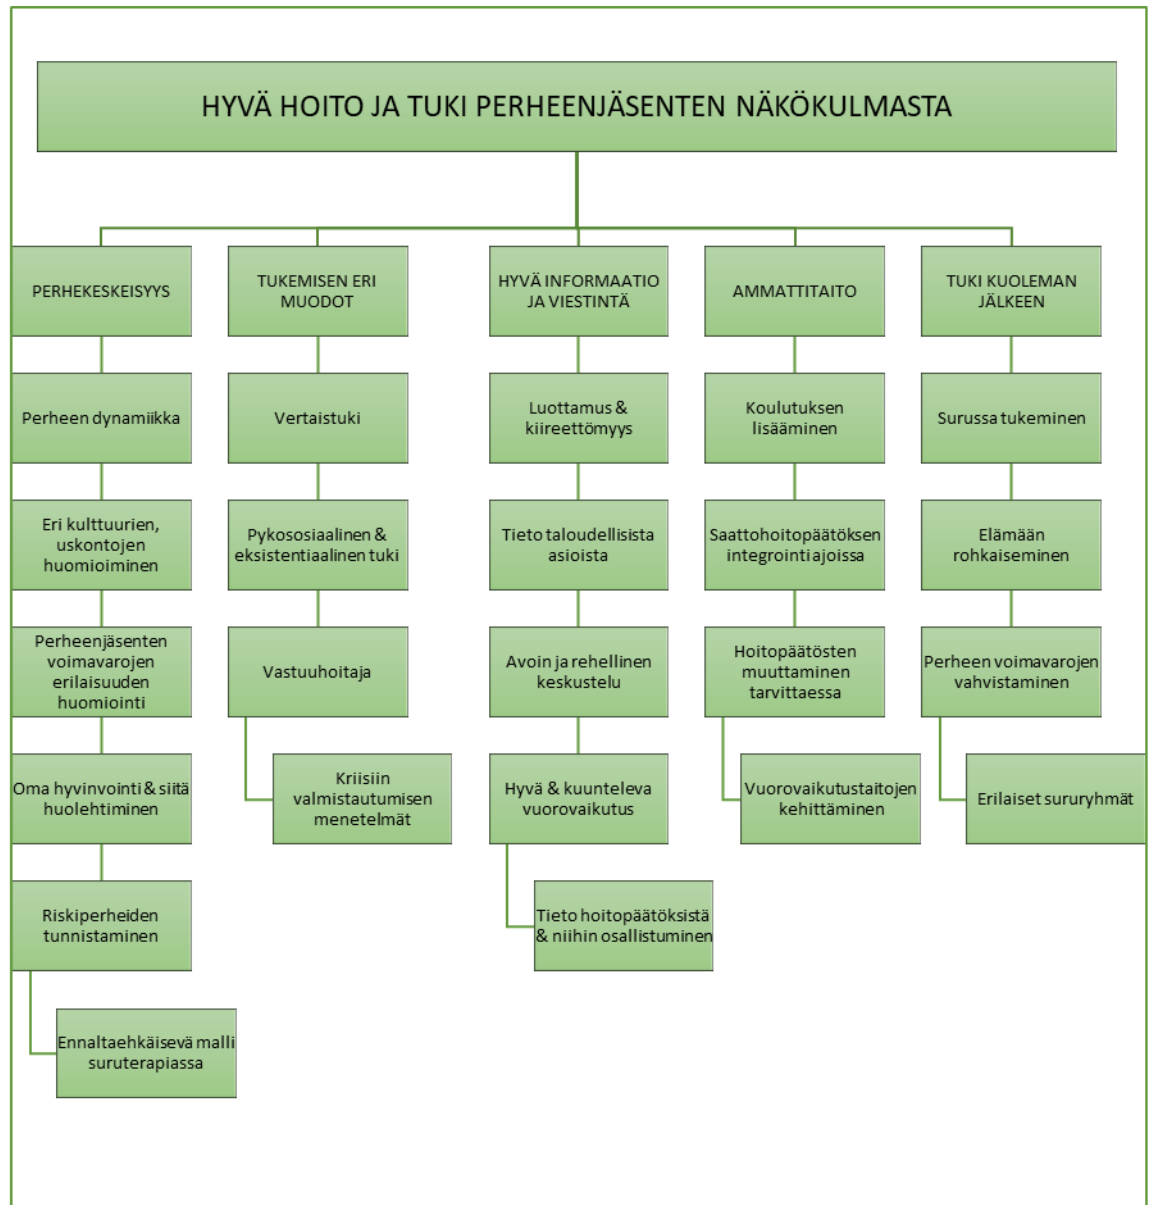 HYVÄ HOITO JA TUKI PERHEENJÄSENTEN NÄKÖKULMASTA
PERHEKESKEISYYS
Perheen dynamiikka
Eri kulttuurien,
uskontojen
huomioiminen
Perheenjäsenten
voimavarojen
erilaisuuden
huomiointi
Oma hyvinvointi & siitä
huolehtiminen
Riskiperheiden
tunnistaminen
Ennaltaehkäisevä malli
suruterapiassa
TUKEMISEN ERI
MUODOT
Vertaistuki
Pykososiaalinen &
eksistentiaalinen tuki
Vastuuhoitaja
Kriisiin
valmistautumisen
menetelmät
HYVÄ INFORMAATIO
JA VIESTINTÄ
Luottamus &
kiireettömyys
Tieto taloudellisista
asioista
Avoin ja rehellinen
keskustelu
Hyvä & kuunteleva
vuorovaikutus
Tieto hoitopäätöksistä
& niihin osallistuminen
AMMATTITAITO
Koulutuksen
lisääminen
Saattohoitopäätöksen
integrointi ajoissa
Hoitopäätösten
muuttaminen
tarvittaessa
Vuorovaikutustaitojen
kehittäminen
TUKI KUOLEMAN
JÄLKEEN
Surussa tukeminen
Elämään
rohkaiseminen
Perheen voimavarojen
vahvistaminen
Erilaiset sururyhmät